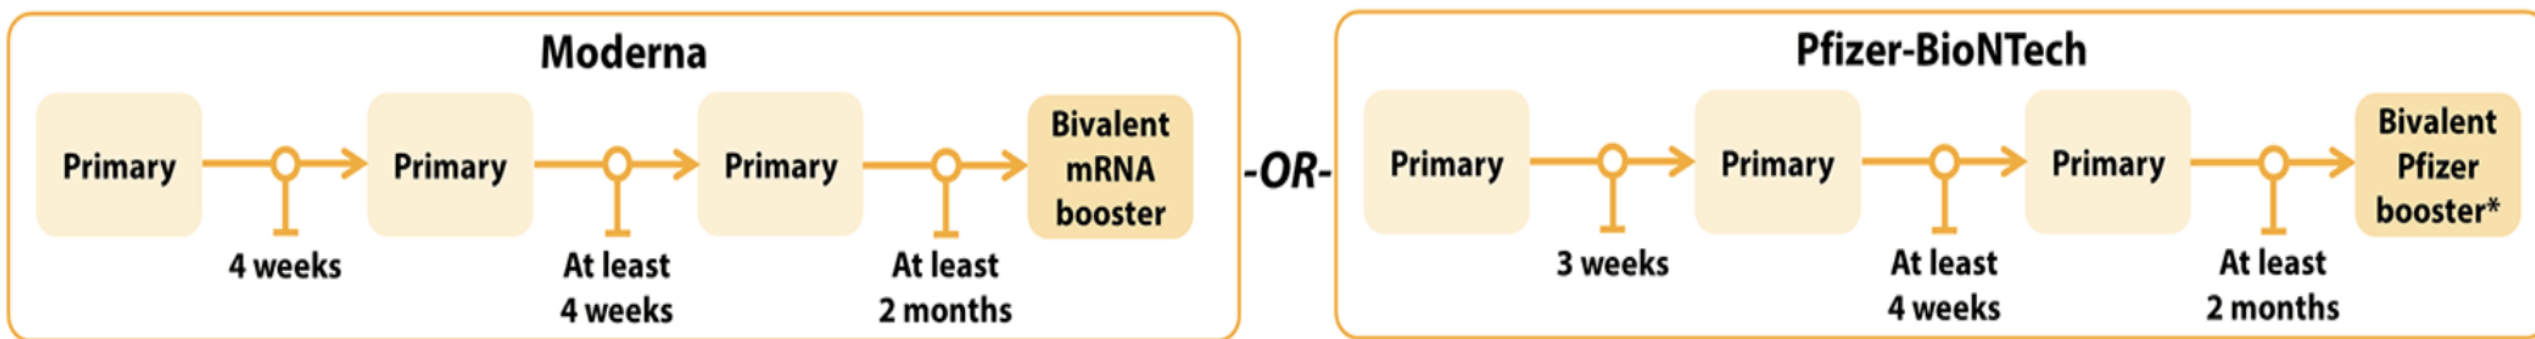 Moderna
Primary
Primary
Primary
Bivalent
mRNA
booster
4 weeks
At least
4 weeks
At least
2 months
-OR-
Pfizer-BioNTech
Primary
Primary
Primary
Bivalent
Pfizer
booster*
3 weeks
At least
4 weeks
At least
2 months